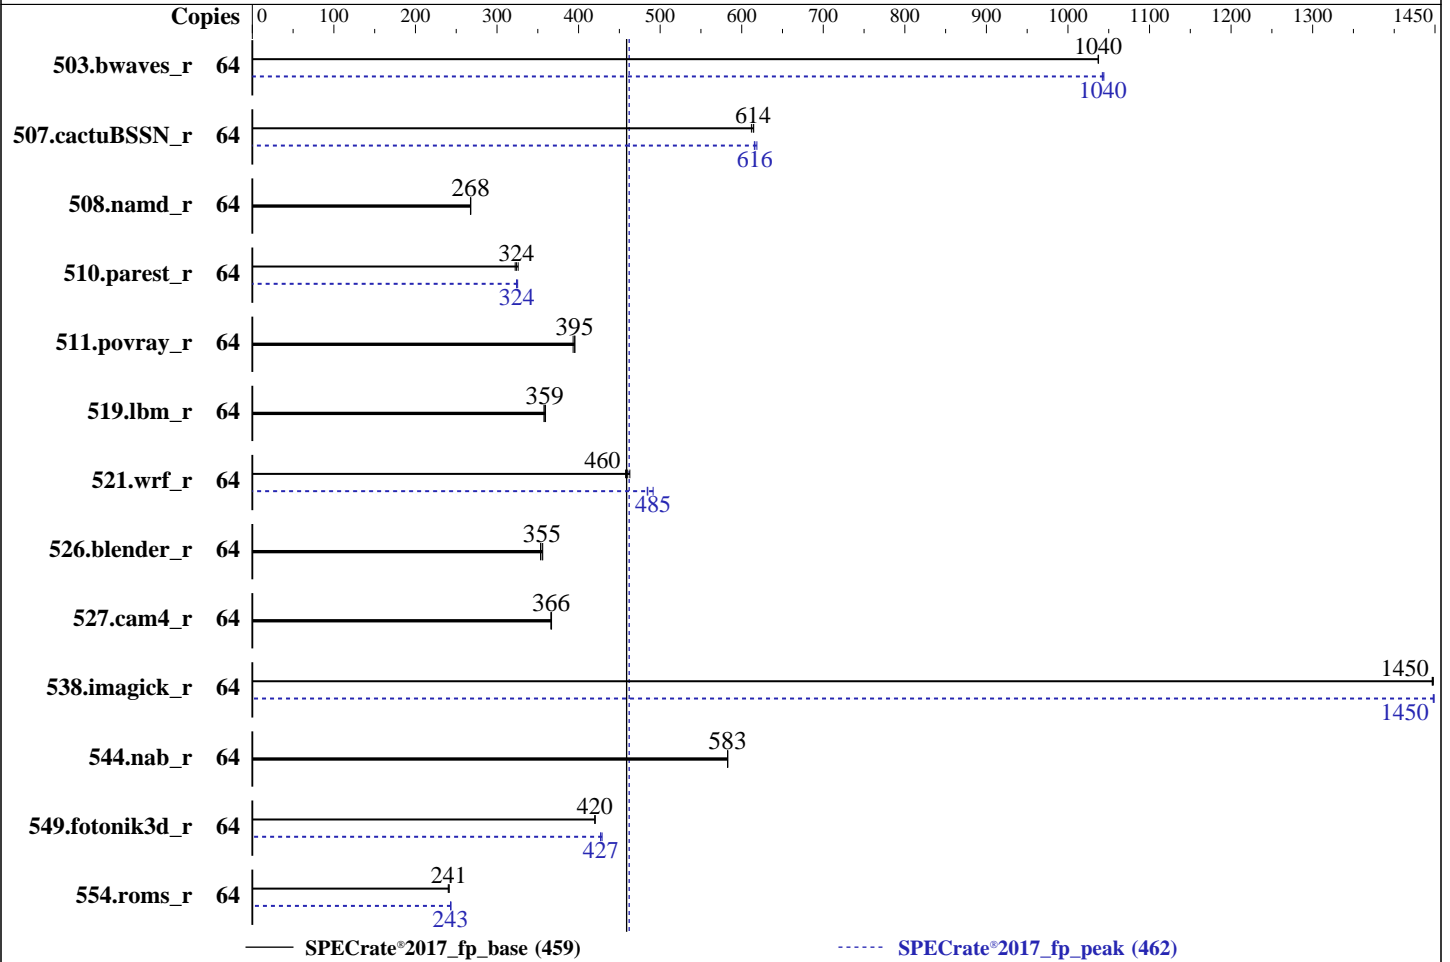 Copies 0 100 200 300 400 500 600 700 800 900 1000 1100 1200 1300 1450
503.bwaves_r 64 1040
1040
507.cactuBSSN_r 64 614
616
508.namd_r 64 268
510.parest_r 64 324
324
511.povray_r 64 395
519.lbm_r 64 359
521.wrf_r 64 460
485
526.blender_r 64 355
527.cam4_r 64 366
538.imagick_r 64 1450
1450
544.nab_r 64 583
549.fotonik3d_r 64 420
427
554.roms_r 64 241
243
SPECrate®2017_fp_base (459) SPECrate®2017_fp_peak (462)